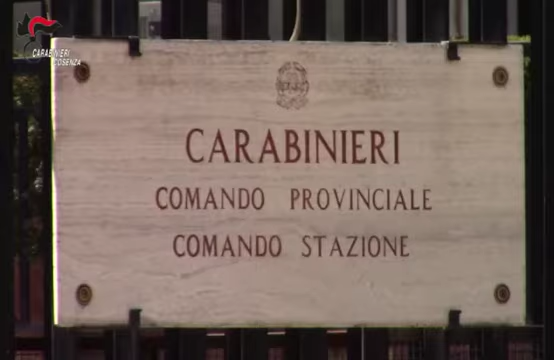 CARABINIERI
COSENZA
CARABINIERI
COMANDO PROVINCIALE
COMANDO STAZIONE